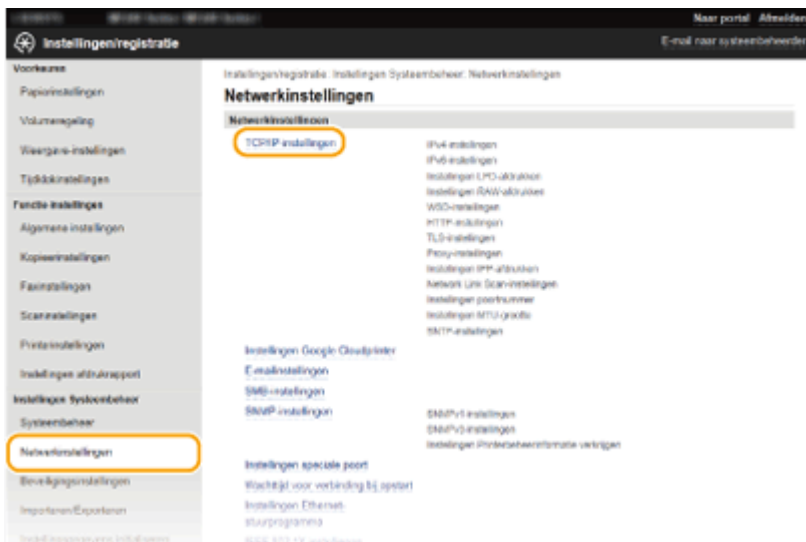 Naar portal Afmelden
Instellingen/registratie
E-mail naar systeembeheerder
Voorkeuren
Papierinstellingen
Volumeregeling
Weergave-instellingen
Tijdklokinstellingen
Functie-instellingen
Algemene instellingen
Kopieerinstellingen
Faxinstellingen
Scaninstellingen
Printerinstellingen
Instellingen afdrukrapport
Instellingen Systeembeheer
Systeembeheer
Netwerkinstellingen
Beveiligingsinstellingen
Importeren/Exporteren
Instellingen/registratie: Instellingen Systeembeheer: Netwerkinstellingen
Netwerkinstellingen
Netwerkinstellingen
TCP/IP-instellingen
IPv4-instellingen
IPv6-instellingen
Instellingen LPD-afdrukken
Instellingen RAW-afdrukken
WSD-instellingen
HTTP-instellingen
TLS-instellingen
Proxy-instellingen
Instellingen IPP-afdrukken
Network Link Scan-instellingen
Instellingen poortnummer
Instellingen MTU-grootte
SNTP-instellingen
Instellingen Google Cloudprinter
E-mailinstellingen
SMB-instellingen
SNMP-instellingen
SNMPv1-instellingen
SNMPv3-instellingen
Instellingen Printerbeheerinformatie verkrijgen
Instellingen speciale poort
Wachttijd voor verbinding bij opstart
Instellingen Ethernet-
stuurprogramma